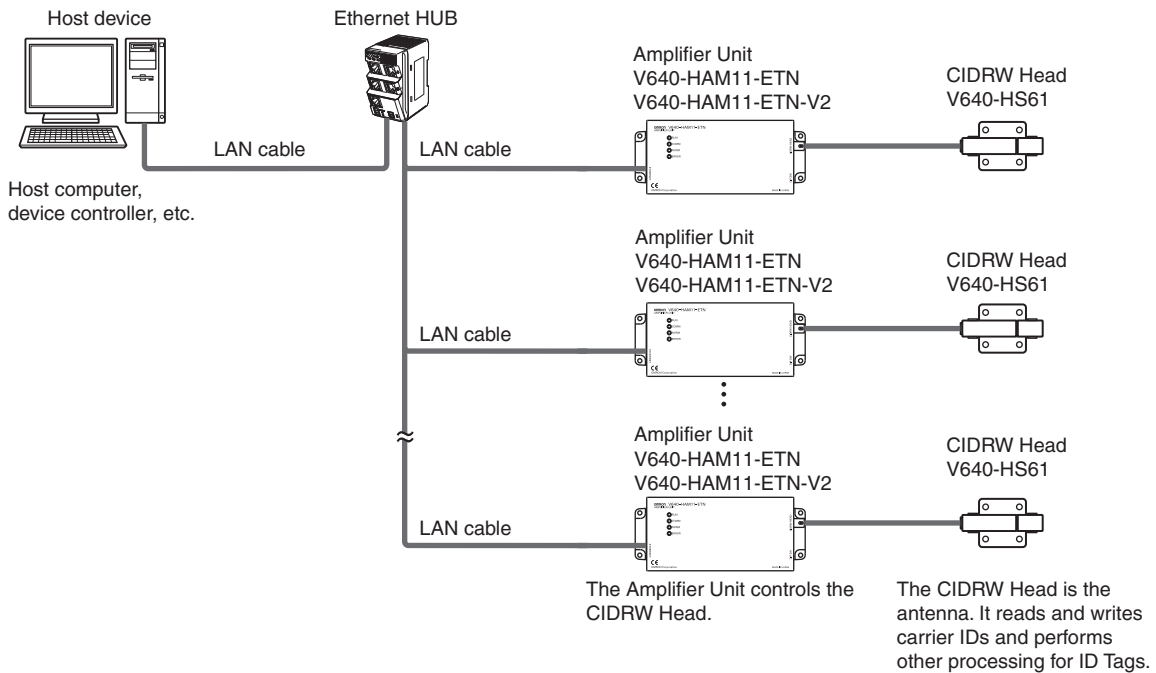 Host device
Ethernet HUB
Amplifier Unit
V640-HAM11-ETN
V640-HAM11-ETN-V2
CIDRW Head
V640-HS61
LAN cable
LAN cable
Host computer,
device controller, etc.
Amplifier Unit
V640-HAM11-ETN
V640-HAM11-ETN-V2
CIDRW Head
V640-HS61
LAN cable
Amplifier Unit
V640-HAM11-ETN
V640-HAM11-ETN-V2
CIDRW Head
V640-HS61
LAN cable
The Amplifier Unit controls the
CIDRW Head.
The CIDRW Head is the
antenna. It reads and writes
carrier IDs and performs
other processing for ID Tags.